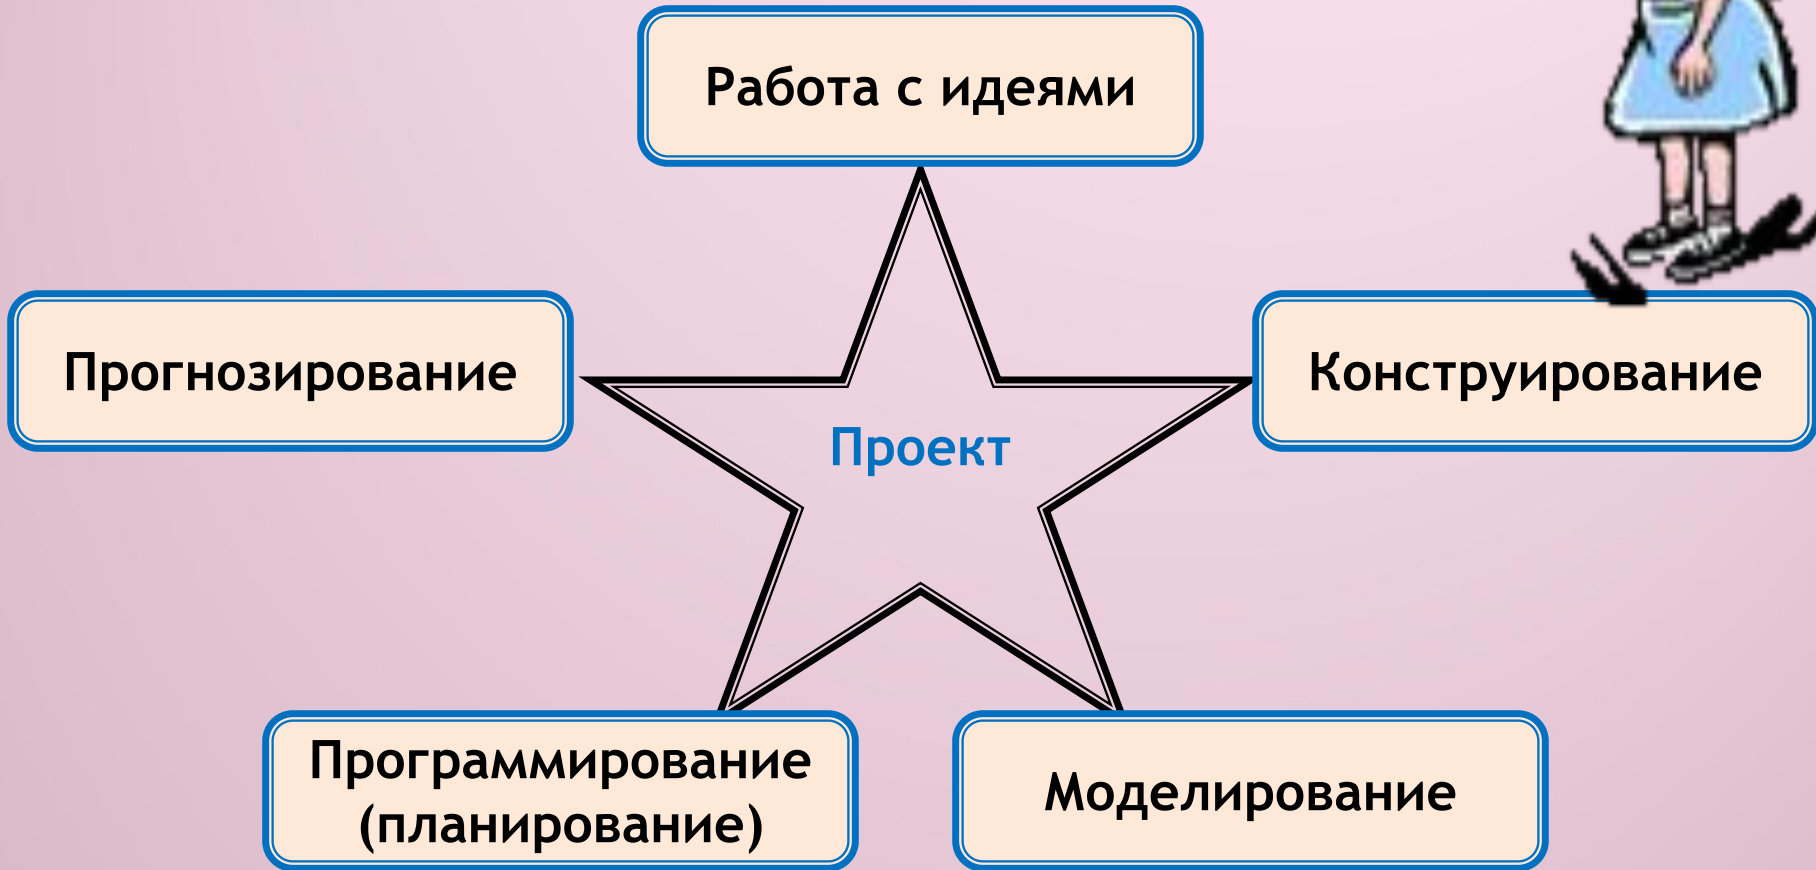 Работа с идеями
Прогнозирование
Конструирование
Проект
Программирование
(планирование)
Моделирование